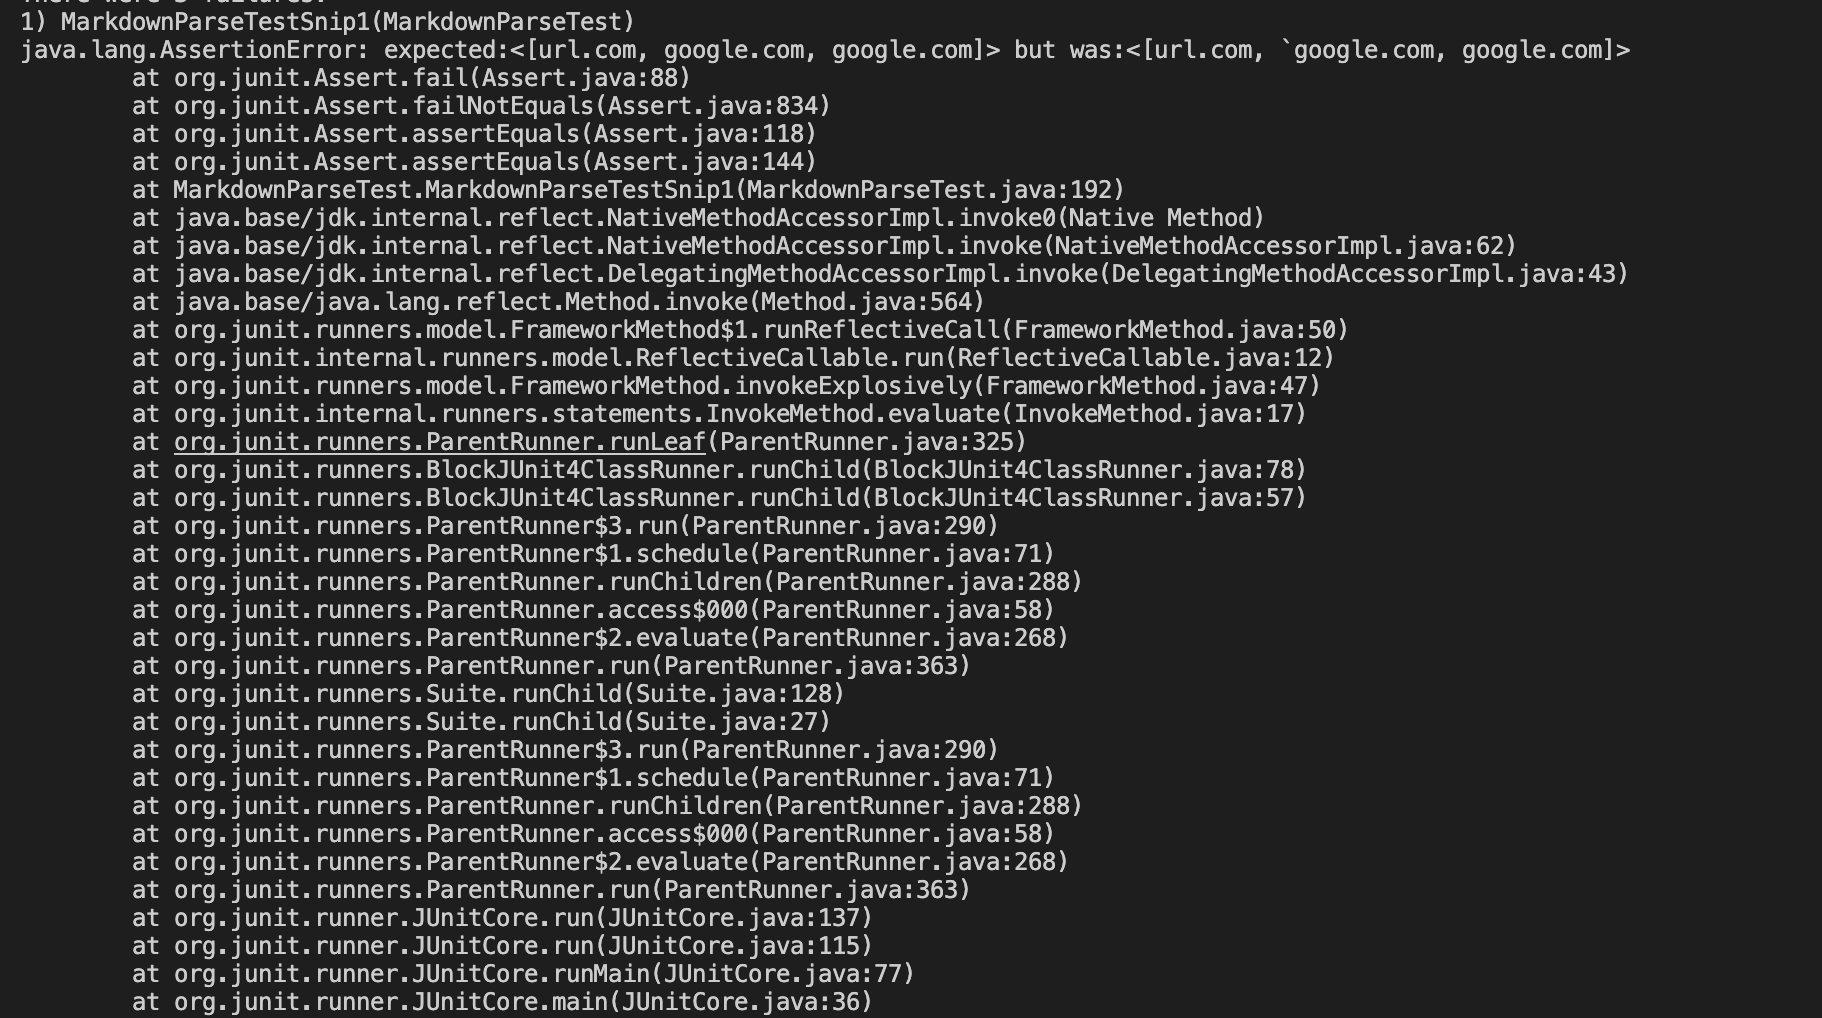 There were 3 failures:
1) MarkdownParseTestSnip1(MarkdownParseTest)
java.lang.AssertionError: expected:<[url.com, google.com, google.com]> but was:<[url.com, `google.com, google.com]>
at org.junit.Assert.fail(Assert.java:88)
at org.junit.Assert.failNotEquals(Assert.java:834)
at org.junit.Assert.assertEquals(Assert.java:118)
at org.junit.Assert.assertEquals(Assert.java:144)
at MarkdownParseTest.MarkdownParseTestSnip1(MarkdownParseTest.java:192)
at java.base/jdk.internal.reflect.NativeMethodAccessorImpl.invoke0(Native Method)
at java.base/jdk.internal.reflect.NativeMethodAccessorImpl.invoke(NativeMethodAccessorImpl.java:62)
at java.base/jdk.internal.reflect.DelegatingMethodAccessorImpl.invoke(DelegatingMethodAccessorImpl.java:43)
at java.base/java.lang.reflect.Method.invoke(Method.java:564)
at org.junit.runners.model.FrameworkMethod$1.runReflectiveCall(FrameworkMethod.java:50)
at org.junit.internal.runners.model.ReflectiveCallable.run(ReflectiveCallable.java:12)
at org.junit.runners.model.FrameworkMethod.invokeExplosively(FrameworkMethod.java:47)
at org.junit.internal.runners.statements.InvokeMethod.evaluate(InvokeMethod.java:17)
at org.junit.runners.ParentRunner.runLeaf(ParentRunner.java:325)
at org.junit.runners.BlockJUnit4ClassRunner.runChild(BlockJUnit4ClassRunner.java:78)
at org.junit.runners.BlockJUnit4ClassRunner.runChild(BlockJUnit4ClassRunner.java:57)
at org.junit.runners.ParentRunner$3.run(ParentRunner.java:290)
at org.junit.runners.ParentRunner$1.schedule(ParentRunner.java:71)
at org.junit.runners.ParentRunner.runChildren(ParentRunner.java:288)
at org.junit.runners.ParentRunner.access$000(ParentRunner.java:58)
at org.junit.runners.ParentRunner$2.evaluate(ParentRunner.java:268)
at org.junit.runners.ParentRunner.run(ParentRunner.java:363)
at org.junit.runners.Suite.runChild(Suite.java:128)
at org.junit.runners.Suite.runChild(Suite.java:27)
at org.junit.runners.ParentRunner$3.run(ParentRunner.java:290)
at org.junit.runners.ParentRunner$1.schedule(ParentRunner.java:71)
at org.junit.runners.ParentRunner.runChildren(ParentRunner.java:288)
at org.junit.runners.ParentRunner.access$000(ParentRunner.java:58)
at org.junit.runners.ParentRunner$2.evaluate(ParentRunner.java:268)
at org.junit.runners.ParentRunner.run(ParentRunner.java:363)
at org.junit.runner.JUnitCore.run(JUnitCore.java:137)
at org.junit.runner.JUnitCore.run(JUnitCore.java:115)
at org.junit.runner.JUnitCore.runMain(JUnitCore.java:77)
at org.junit.runner.JUnitCore.main(JUnitCore.java:36)